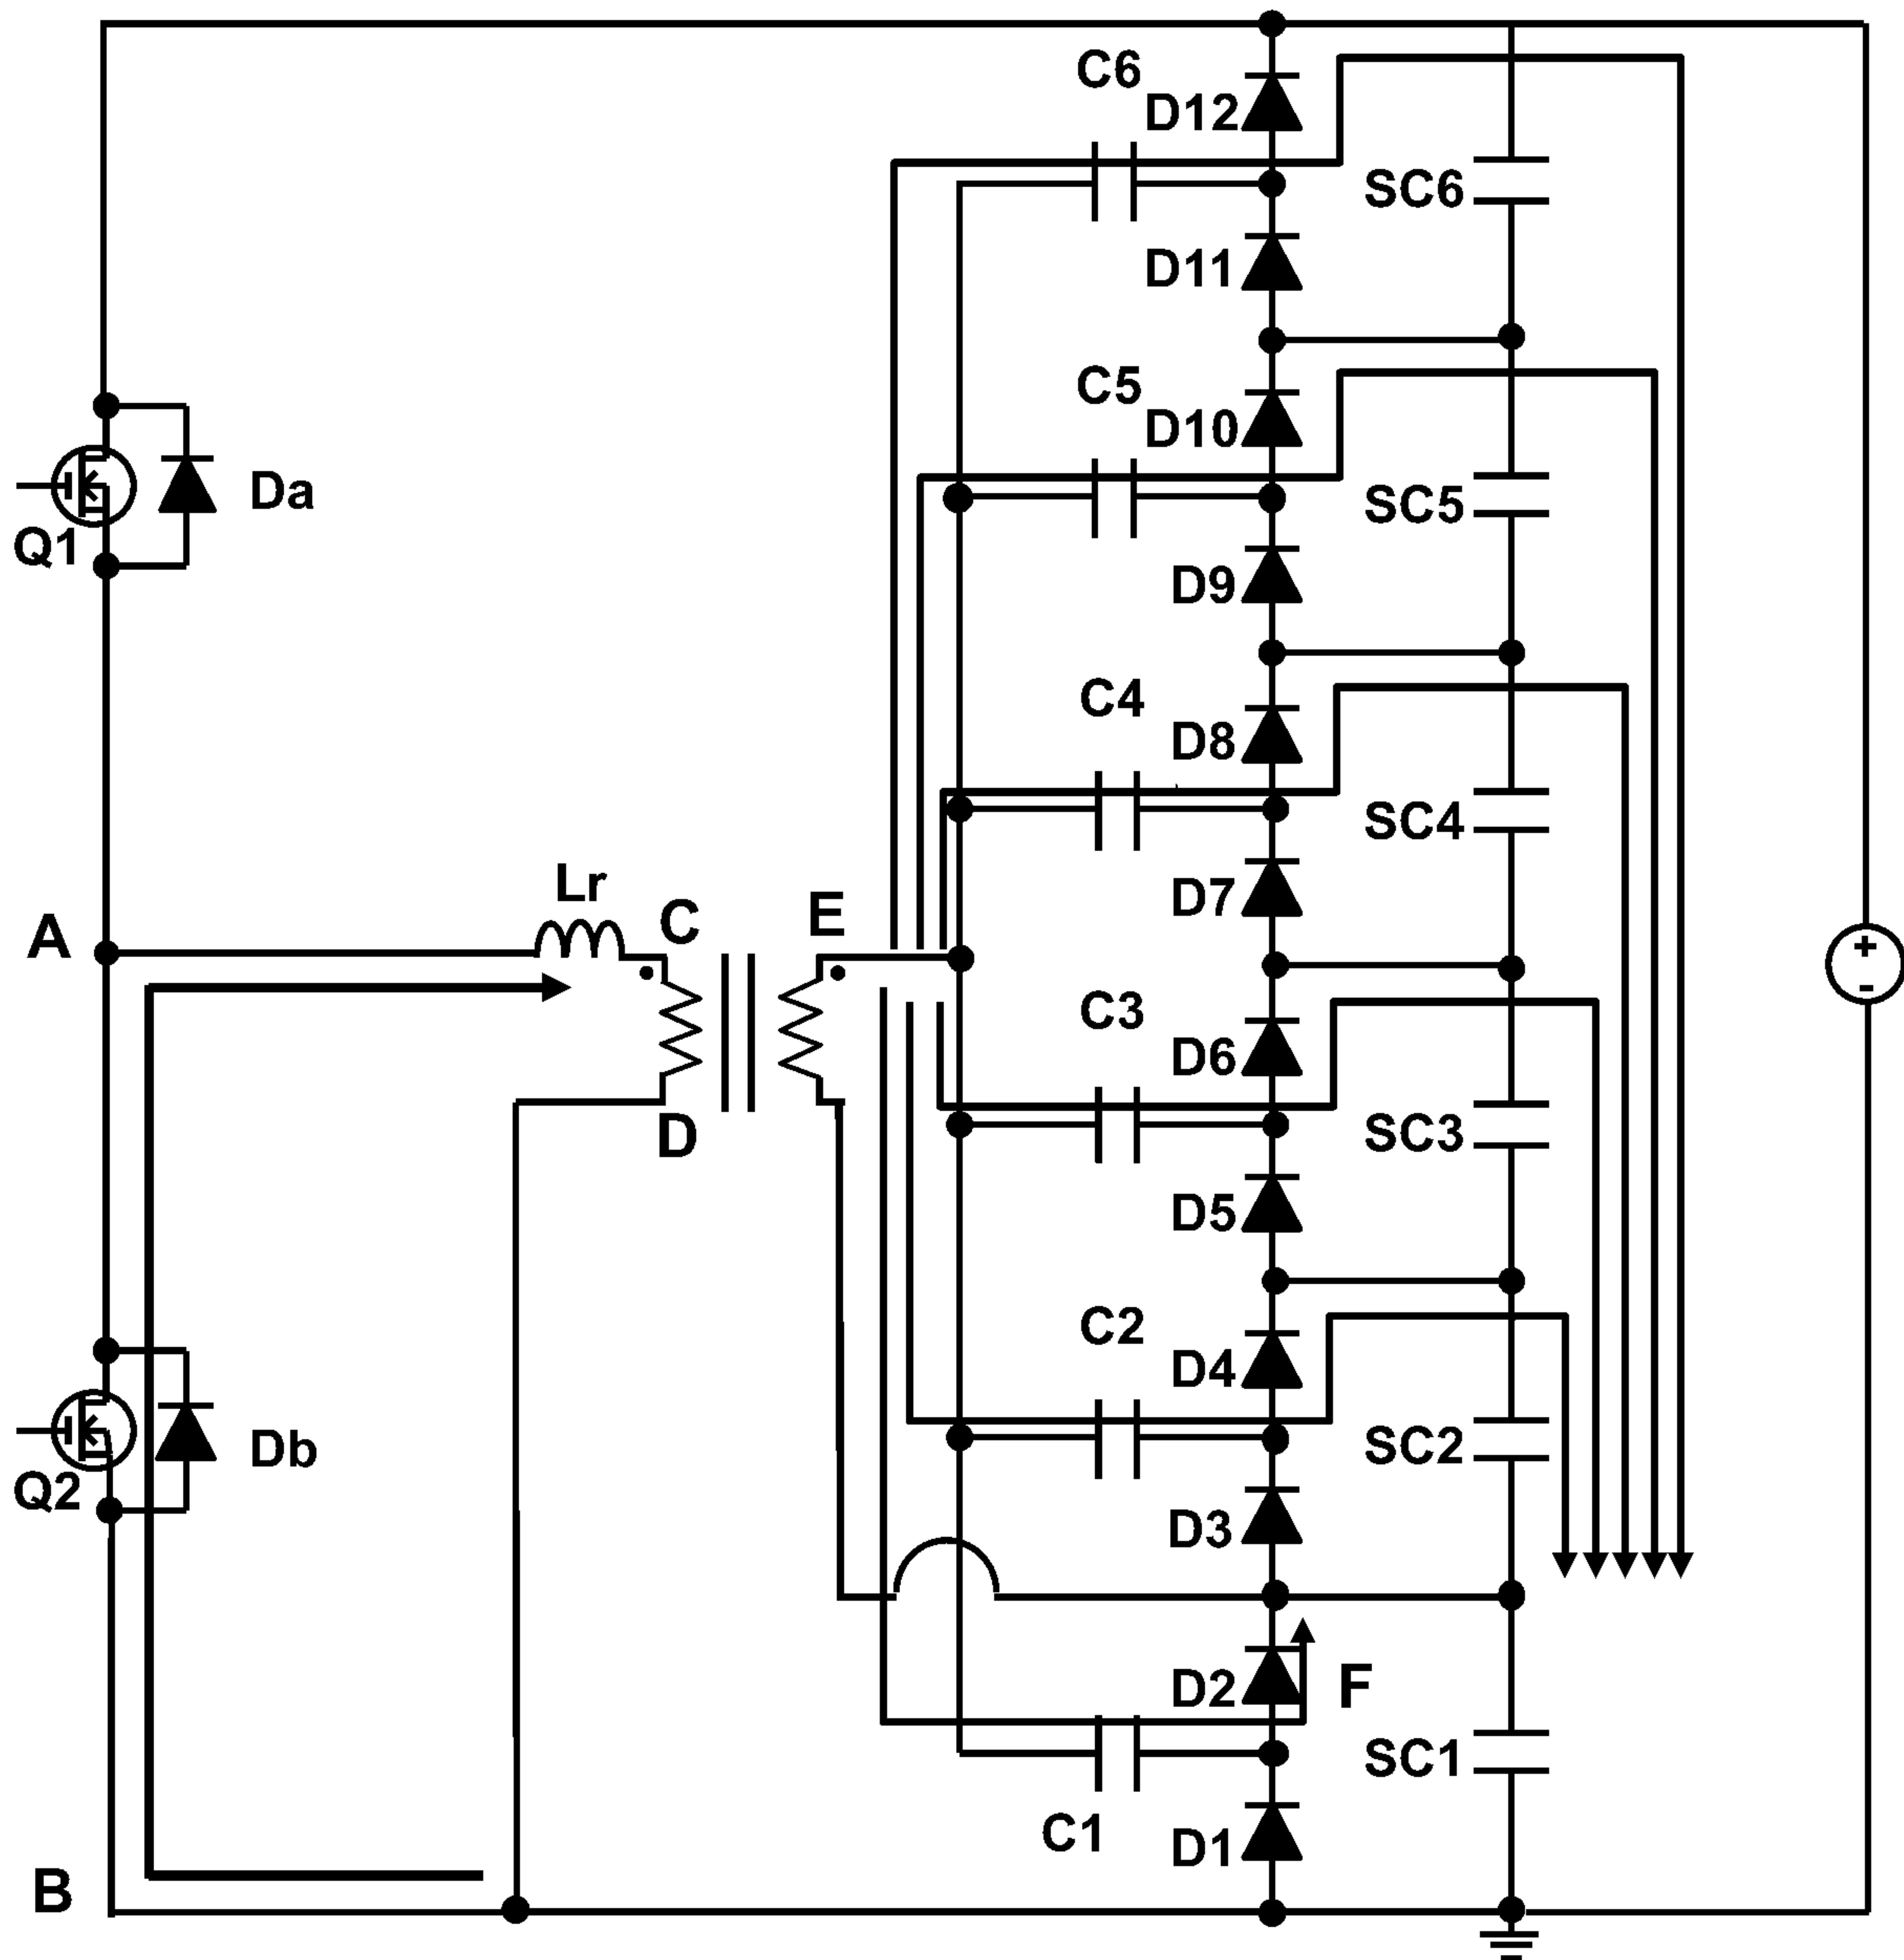 C6
D12
SC6
D11
C5
D10
Da
SC5
Q1
D9
C4
D8
SC4
Lr
C
E
D7
A
+
-
C3
D6
D
SC3
D5
C2
D4
Db
SC2
Q2
D3
D2
F
SC1
C1
D1
B